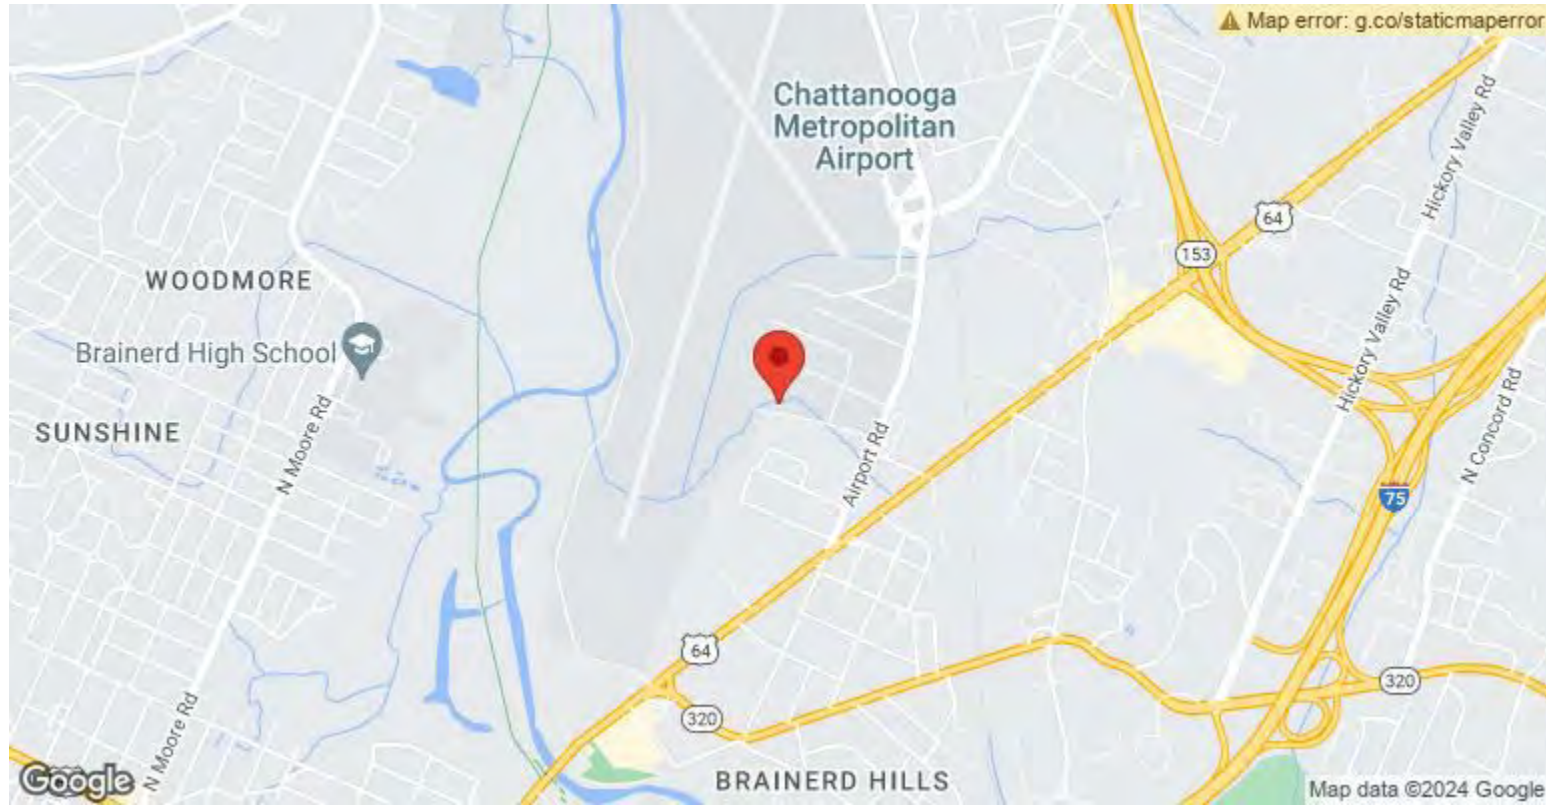 Map error: g.co/staticmaperror
Chattanooga
Metropolitan
Airport
Hickory Valley Rd
64
153
WOODMORE
Brainerd High School
Hickory Valley Rd
SUNSHINE
N Moore Rd
Airport Rd
N Concord Rd
75
64
320
320
N Moore Rd
BRAINERD HILLS
Google
Map data ©2024 Google